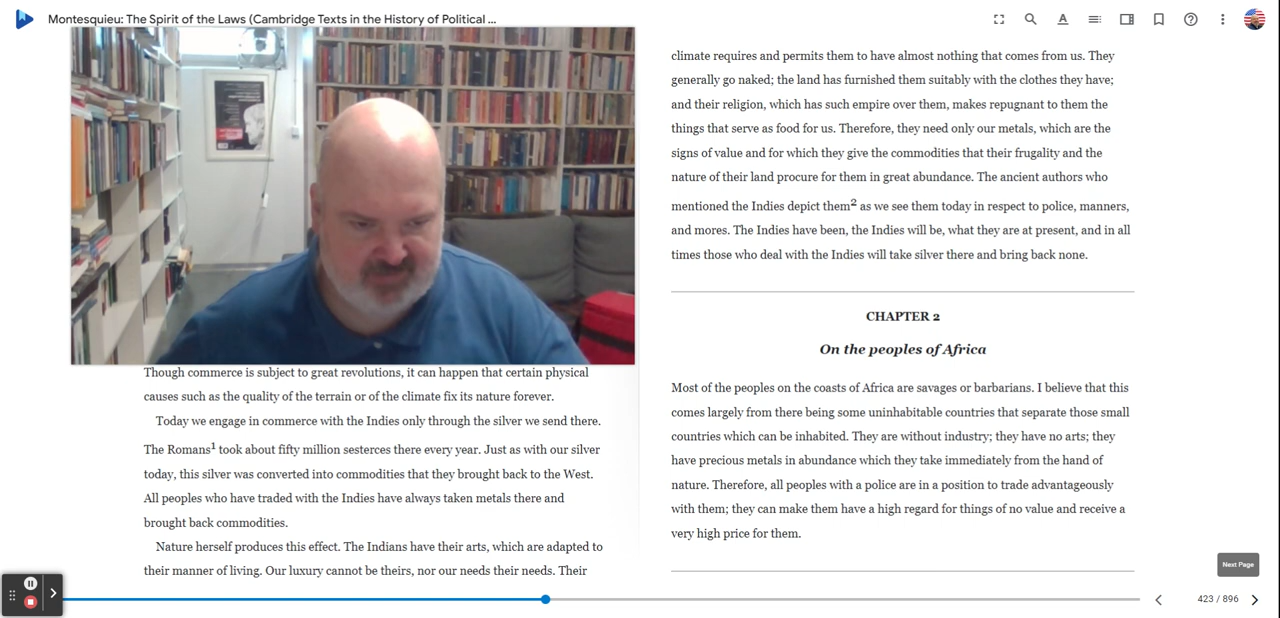 Montesquieu: The Spirit of the Laws (Cambridge Texts in the History of Political ...
Though commerce is subject to great revolutions, it can happen that certain physical
causes such as the quality of the terrain or of the climate fix its nature forever.
Today we engage in commerce with the Indies only through the silver we send there.
The Romans1 took about fifty million sesterces there every year. Just as with our silver
today, this silver was converted into commodities that they brought back to the West.
All peoples who have traded with the Indies have always taken metals there and
brought back commodities.
Nature herself produces this effect. The Indians have their arts, which are adapted to
their manner of living. Our luxury cannot be theirs, nor our needs their needs. Their
climate requires and permits them to have almost nothing that comes from us. They
generally go naked; the land has furnished them suitably with the clothes they have;
and their religion, which has such empire over them, makes repugnant to them the
things that serve as food for us. Therefore, they need only our metals, which are the
signs of value and for which they give the commodities that their frugality and the
nature of their land procure for them in great abundance. The ancient authors who
mentioned the Indies depict them2 as we see them today in respect to police, manners,
and mores. The Indies have been, the Indies will be, what they are at present, and in all
times those who deal with the Indies will take silver there and bring back none.
CHAPTER 2
On the peoples of Africa
Most of the peoples on the coasts of Africa are savages or barbarians. I believe that this
comes largely from there being some uninhabitable countries that separate those small
countries which can be inhabited. They are without industry; they have no arts; they
have precious metals in abundance which they take immediately from the hand of
nature. Therefore, all peoples with a police are in a position to trade advantageously
with them; they can make them have a high regard for things of no value and receive a
very high price for them.
Next Page
423 / 896